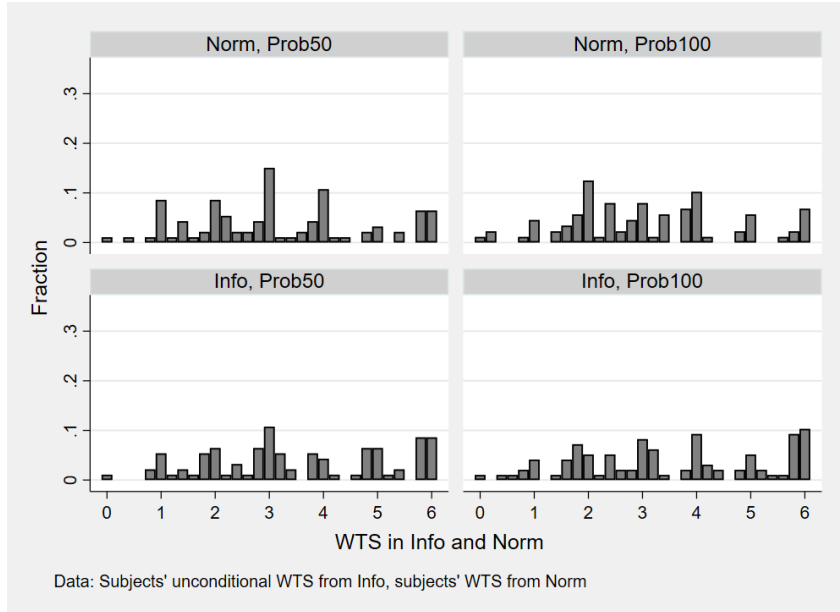 Norm, Prob50
Norm, Prob100
.3
.2
.1
0
Info, Prob50
Info, Prob100
.3
.2
.1
0
Fraction
0 1 2 3 4 5 6
0 1 2 3 4 5 6
WTS in Info and Norm
Data: Subjects' unconditional WTS from Info, subjects' WTS from Norm